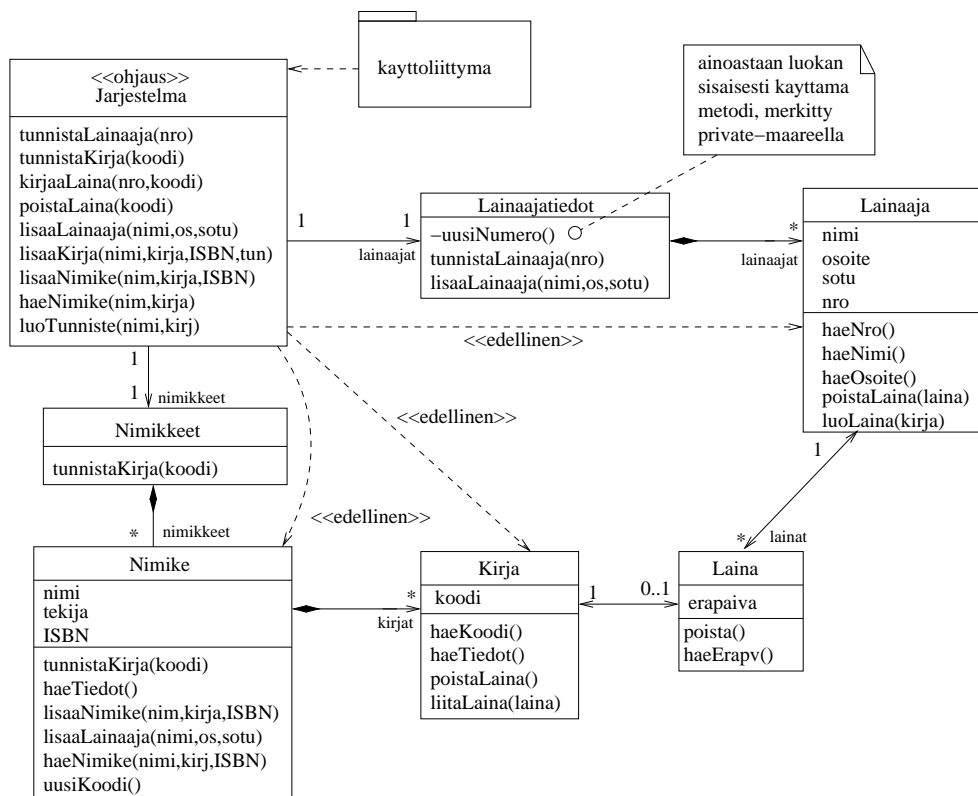 kayttoliittyma
ainoastaan luokan
sisaisesti kayttama
metodi, merkitty
private–maareella
<<ohjaus>>
Jarjestelma
tunnistaLainaaja(nro)
tunnistaKirja(koodi)
kirjaaLaina(nro,koodi)
poistaLaina(koodi)
lisaaLainaaja(nimi,os,sotu)
lisaaKirja(nimi,kirja,ISBN,tun)
lisaaNimike(nim,kirja,ISBN)
haeNimike(nim,kirja)
luoTunniste(nimi,kirj)
1
1
lainaajat
Lainaajatiedot
–uusiNumero()
tunnistaLainaaja(nro)
lisaaLainaaja(nimi,os,sotu)
*
lainaajat
Lainaaja
nimi
osoite
sotu
nro
haeNro()
haeNimi()
haeOsoite()
poistaLaina(laina)
luoLaina(kirja)
<<edellinen>>
1
1
nimikkeet
<<edellinen>>
Nimikkeet
tunnistaKirja(koodi)
1
<<edellinen>>
*
nimikkeet
*
lainat
Nimike
nimi
tekija
ISBN
tunnistaKirja(koodi)
haeTiedot()
lisaaNimike(nim,kirja,ISBN)
lisaaLainaaja(nimi,os,sotu)
haeNimike(nimi,kirj,ISBN)
uusiKoodi()
*
kirjat
Kirja
koodi
haeKoodi()
haeTiedot()
poistaLaina()
liitaLaina(laina)
1
0..1
Laina
erapaiva
poista()
haeErapv()